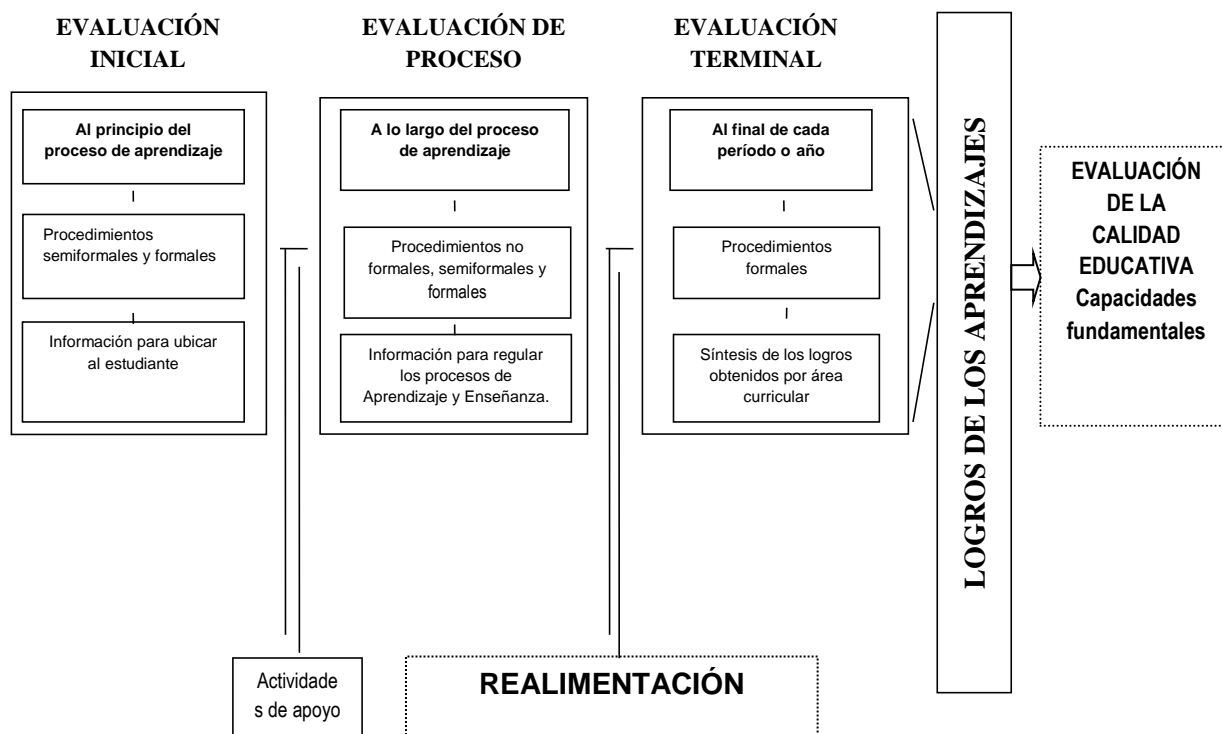 EVALUACIÓN
INICIAL
Al principio del
proceso de aprendizaje
Procedimientos
semiformales y formales
Información para ubicar
al estudiante
EVALUACIÓN DE
PROCESO
A lo largo del proceso
de aprendizaje
Procedimientos no
formales, semiformales y
formales
Información para regular
los procesos de
Aprendizaje y Enseñanza.
EVALUACIÓN
TERMINAL
Al final de cada
período o año
Procedimientos
formales
Síntesis de los logros
obtenidos por área
curricular
LOGROS DE LOS APRENDIZAJES
EVALUACIÓN
DE LA
CALIDAD
EDUCATIVA
Capacidades
fundamentales
Actividade
s de apoyo
REALIMENTACIÓN